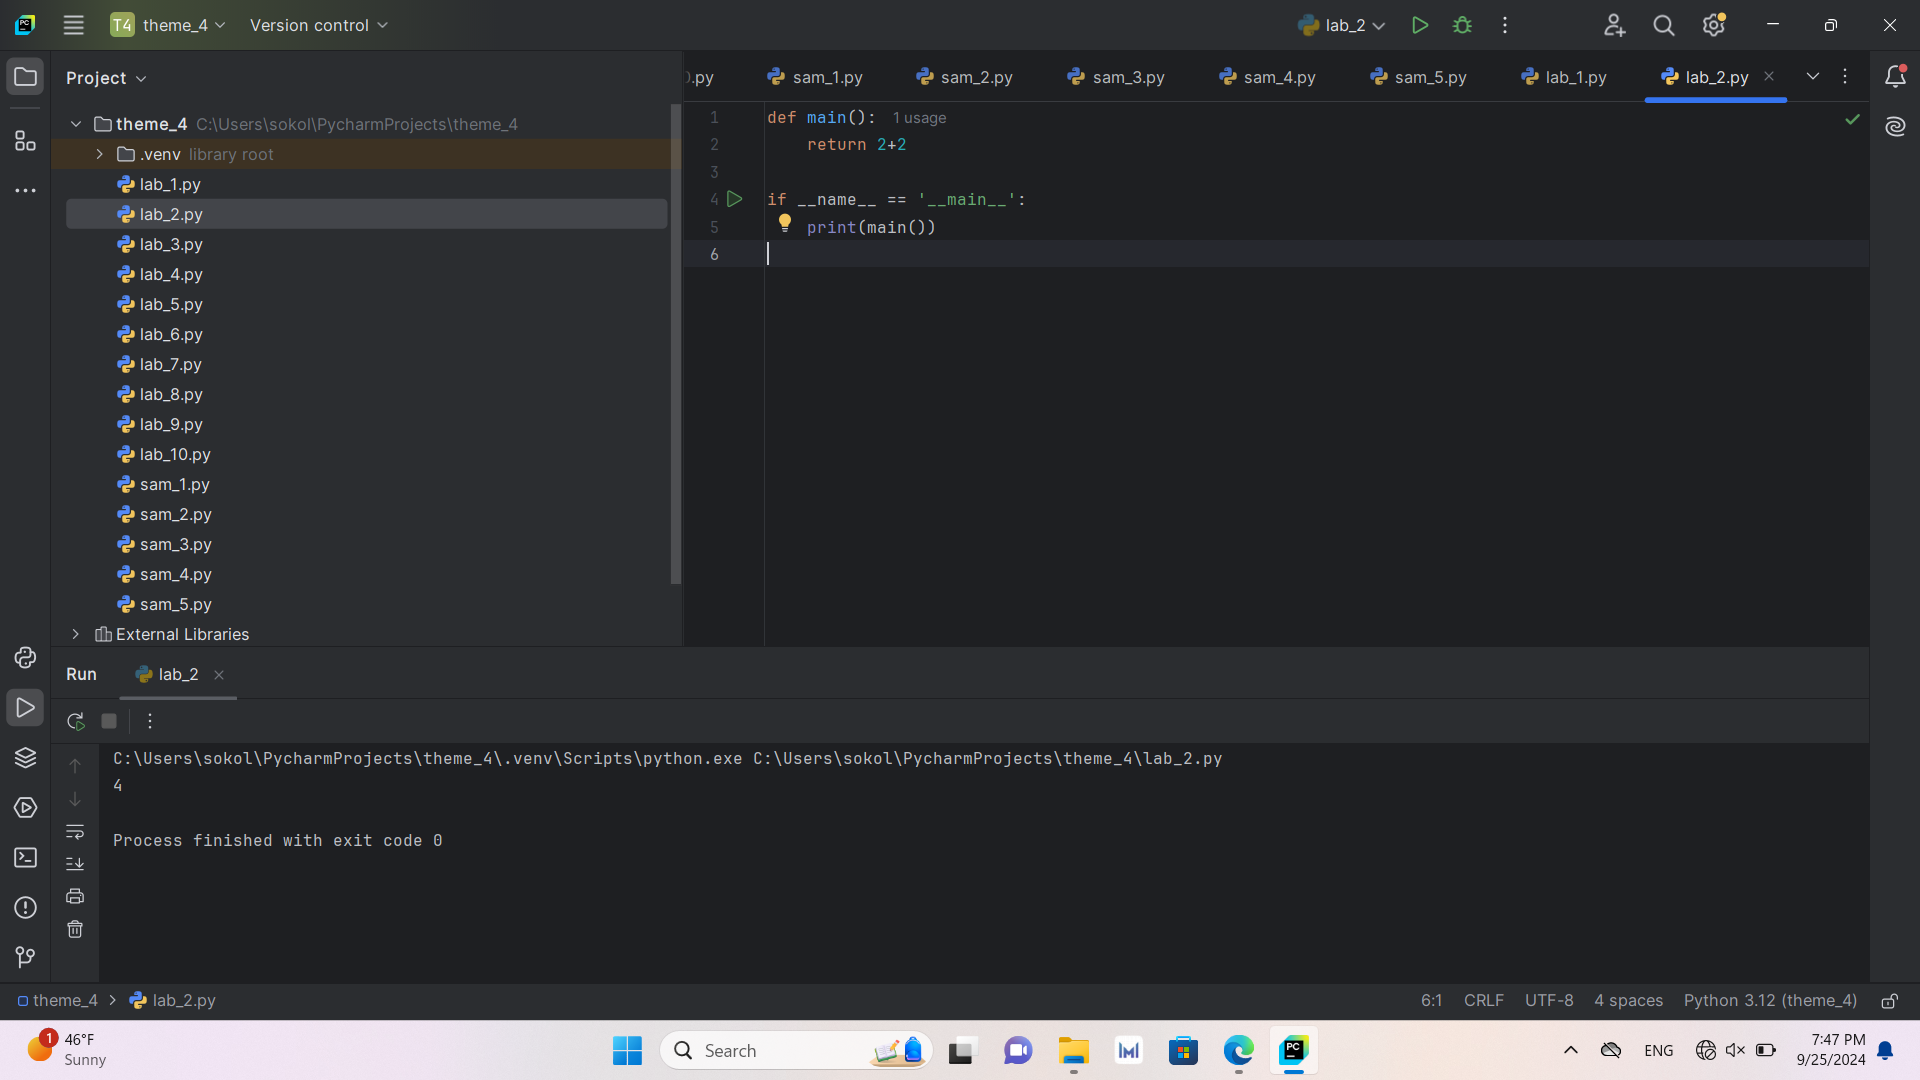 T4 theme_4 Version control lab_2
Project
theme_4 C:\Users\sokol\PycharmProjects\theme_4
.venv library root
lab_1.py
lab_2.py
lab_3.py
lab_4.py
lab_5.py
lab_6.py
lab_7.py
lab_8.py
lab_9.py
lab_10.py
sam_1.py
sam_2.py
sam_3.py
sam_4.py
sam_5.py
External Libraries
.py sam_1.py sam_2.py sam_3.py sam_4.py sam_5.py lab_1.py lab_2.py
1 def main(): 1 usage
2 return 2+2
3
4 if __name__ == '__main__':
5 print(main())
6
Run lab_2
C:\Users\sokol\PycharmProjects\theme_4\.venv\Scripts\python.exe C:\Users\sokol\PycharmProjects\theme_4\lab_2.py
4
Process finished with exit code 0
theme_4 lab_2.py 6:1 CRLF UTF-8 4 spaces Python 3.12 (theme_4)
1 46°F
Sunny
Search
PC
ENG
7:47 PM
9/25/2024